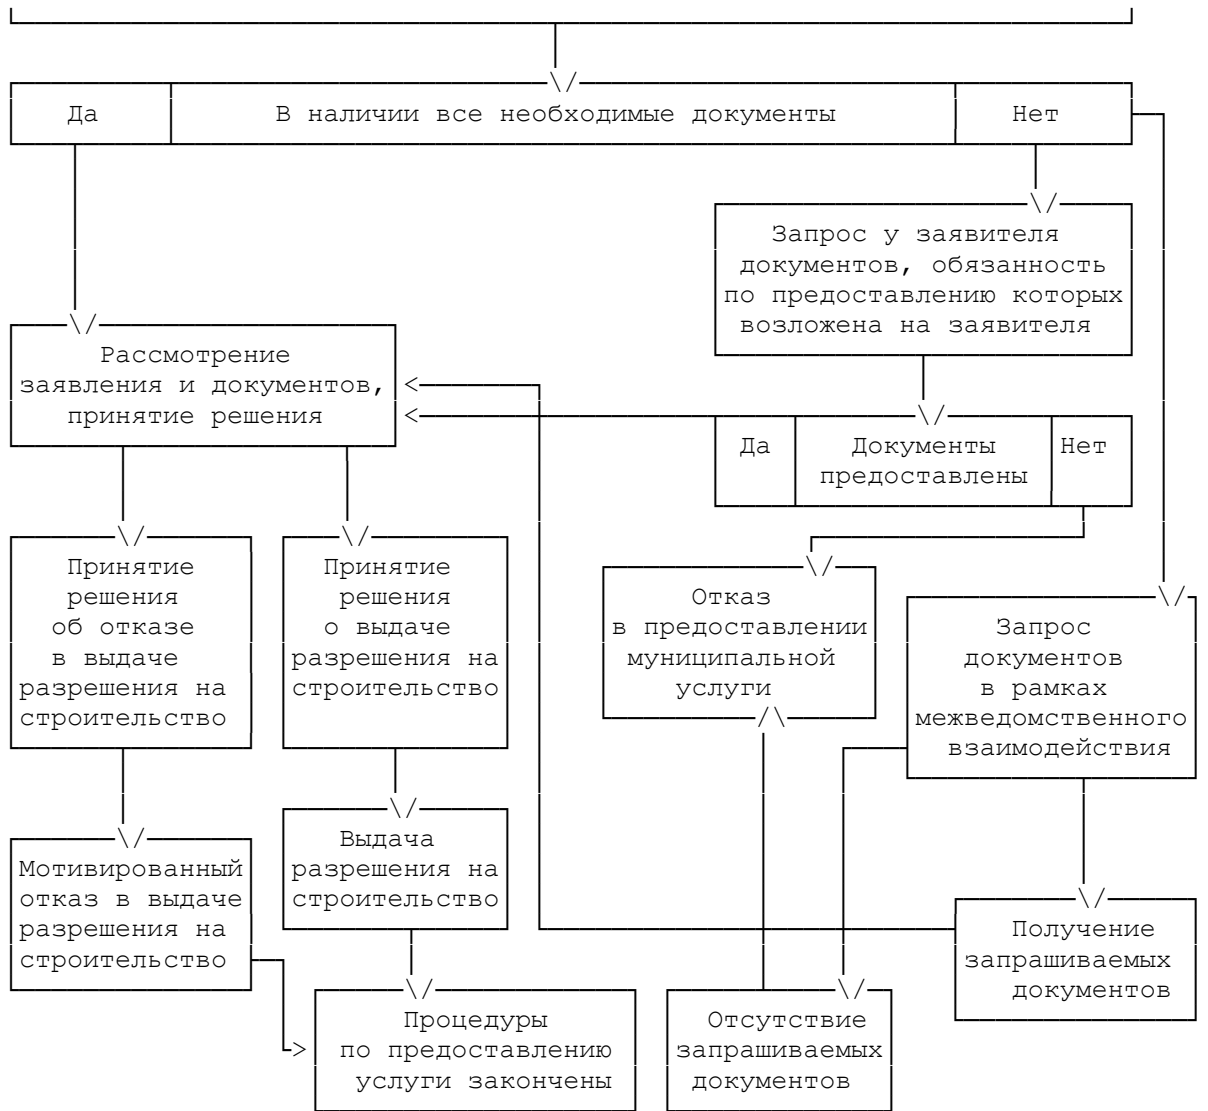 Да
В наличии все необходимые документы
Нет
Запрос у заявителя
документов, обязанность
по предоставлению которых
возложена на заявителя
Рассмотрение
заявления и документов,
принятие решения
Да
Документы
предоставлены
Нет
Принятие
решения
об отказе
в выдаче
разрешения на
строительство
Принятие
решения
о выдаче
разрешения на
строительство
Отказ
в предоставлении
муниципальной
услуги
Запрос
документов
в рамках
межведомственного
взаимодействия
Мотивированный
отказ в выдаче
разрешения на
строительство
Выдача
разрешения на
строительство
Получение
запрашиваемых
документов
Процедуры
по предоставлению
услуги закончены
Отсутствие
запрашиваемых
документов